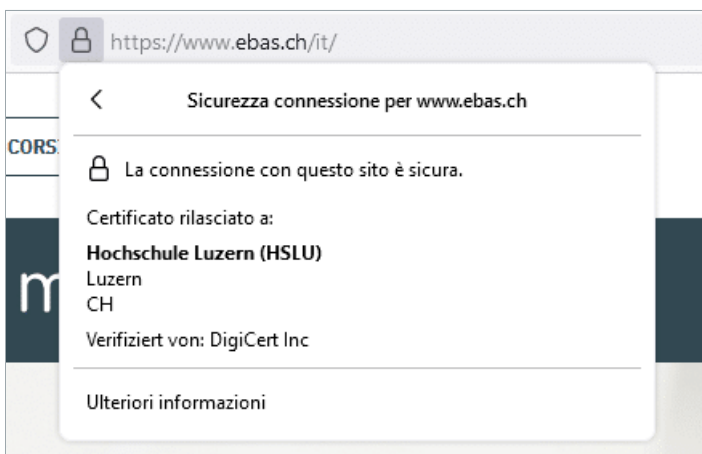 https://www.ebas.ch/it/
Sicurezza connessione per www.ebas.ch
CORS
La connessione con questo sito è sicura.
Certificato rilasciato a:
Hochschule Luzern (HSLU)
m
Luzern
CH
Verifiziert von: DigiCert Inc
Ulteriori informazioni